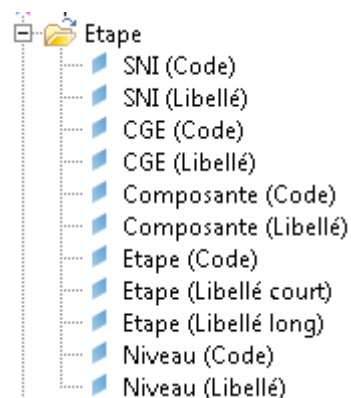 Etape
SNI (Code)
SNI (Libellé)
CGE (Code)
CGE (Libellé)
Composante (Code)
Composante (Libellé)
Etape (Code)
Etape (Libellé court)
Etape (Libellé long)
Niveau (Code)
Niveau (Libellé)